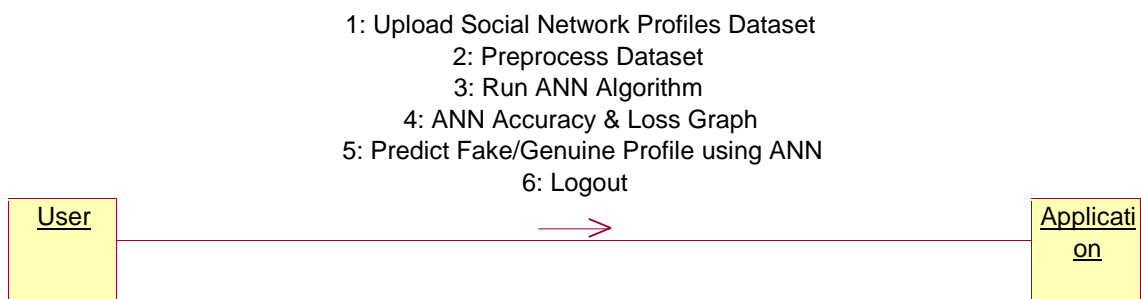 1: Upload Social Network Profiles Dataset
2: Preprocess Dataset
3: Run ANN Algorithm
4: ANN Accuracy & Loss Graph
5: Predict Fake/Genuine Profile using ANN
6: Logout
User
Applicati
on